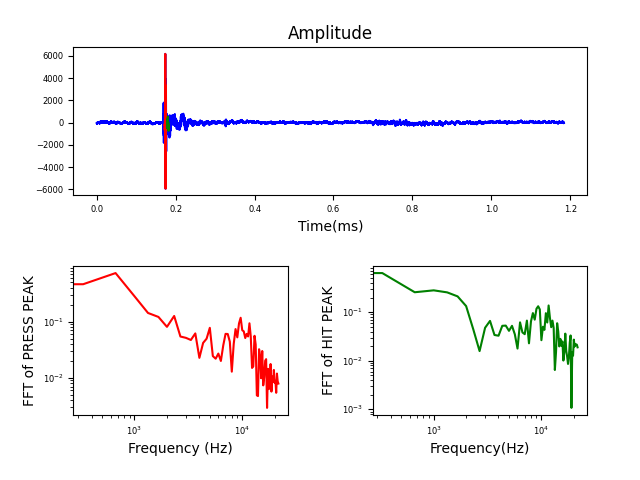 Amplitude
6000
4000
2000
0
−2000
−4000
−6000
0.0 0.2 0.4 0.6 0.8 1.0 1.2
Time(ms)
FFT of PRESS PEAK
10⁻¹
10⁻²
10³ 10⁴
Frequency (Hz)
FFT of HIT PEAK
10⁻¹
10⁻²
10⁻³
10³ 10⁴
Frequency(Hz)